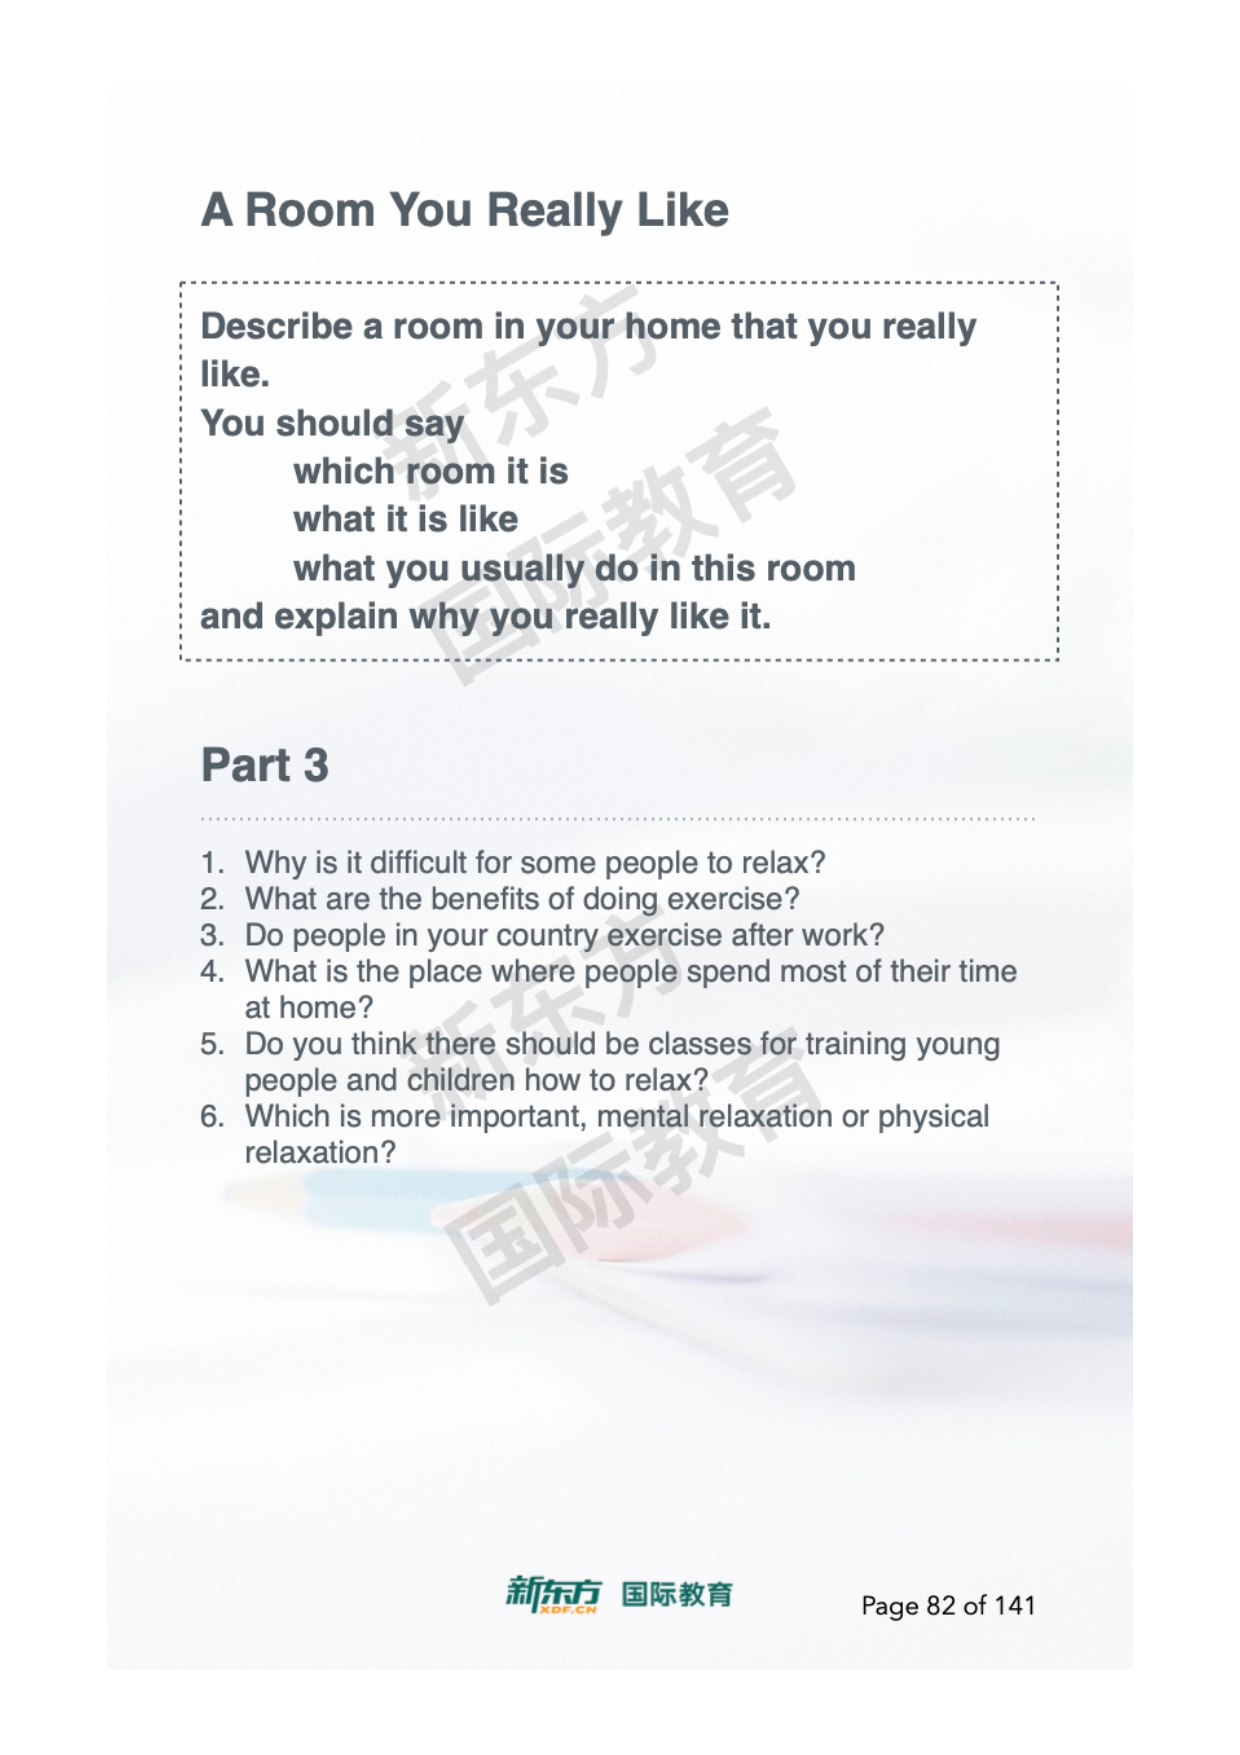 A Room You Really Like
Describe a room in your home that you really
like.
You should say
which room it is
what it is like
what you usually do in this room
and explain why you really like it.
新东方
国际教育
Part 3
1. Why is it difficult for some people to relax?
2. What are the benefits of doing exercise?
3. Do people in your country exercise after work?
4. What is the place where people spend most of their time
at home?
5. Do you think there should be classes for training young
people and children how to relax?
6. Which is more important, mental relaxation or physical
relaxation?
新东方
国际教育
新东方 国际教育
XDF.CN
Page 82 of 141